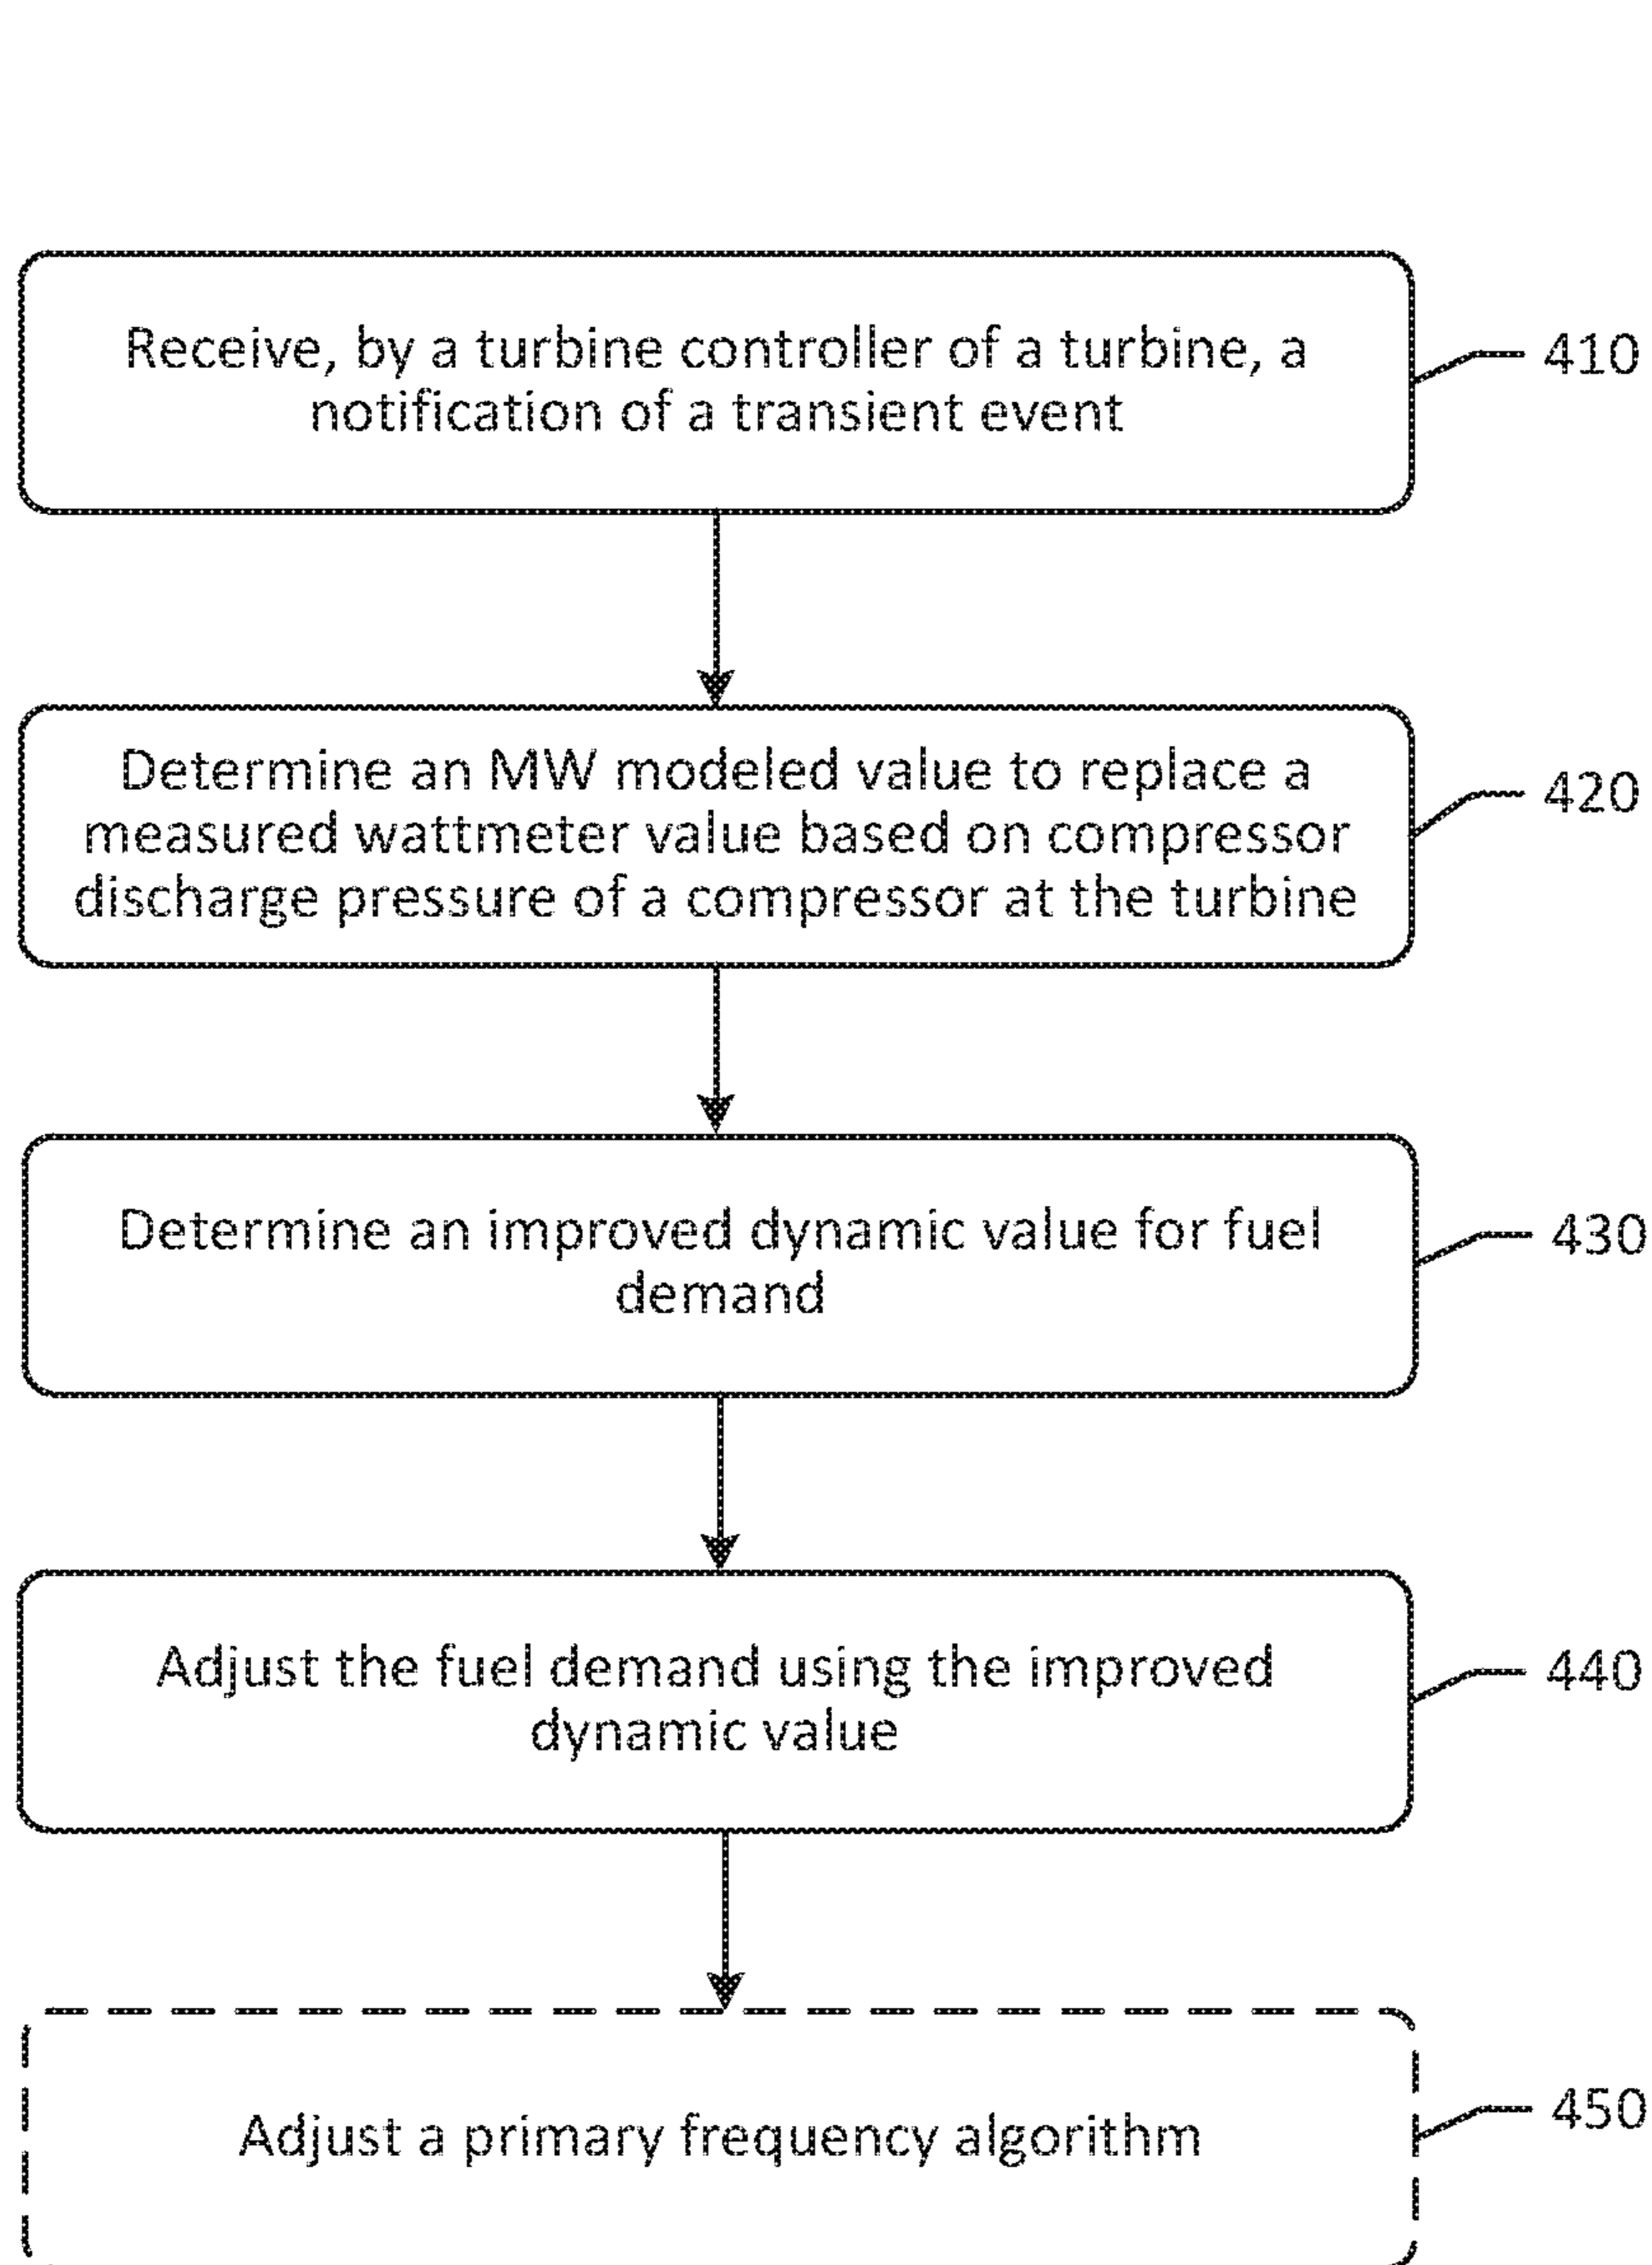 Receive, by a turbine controller of a turbine, a
notification of a transient event
410
Determine an MW modeled value to replace a
measured wattmeter value based on compressor
discharge pressure of a compressor at the turbine
420
Determine an improved dynamic value for fuel
demand
430
Adjust the fuel demand using the improved
dynamic value
440
Adjust a primary frequency algorithm
450